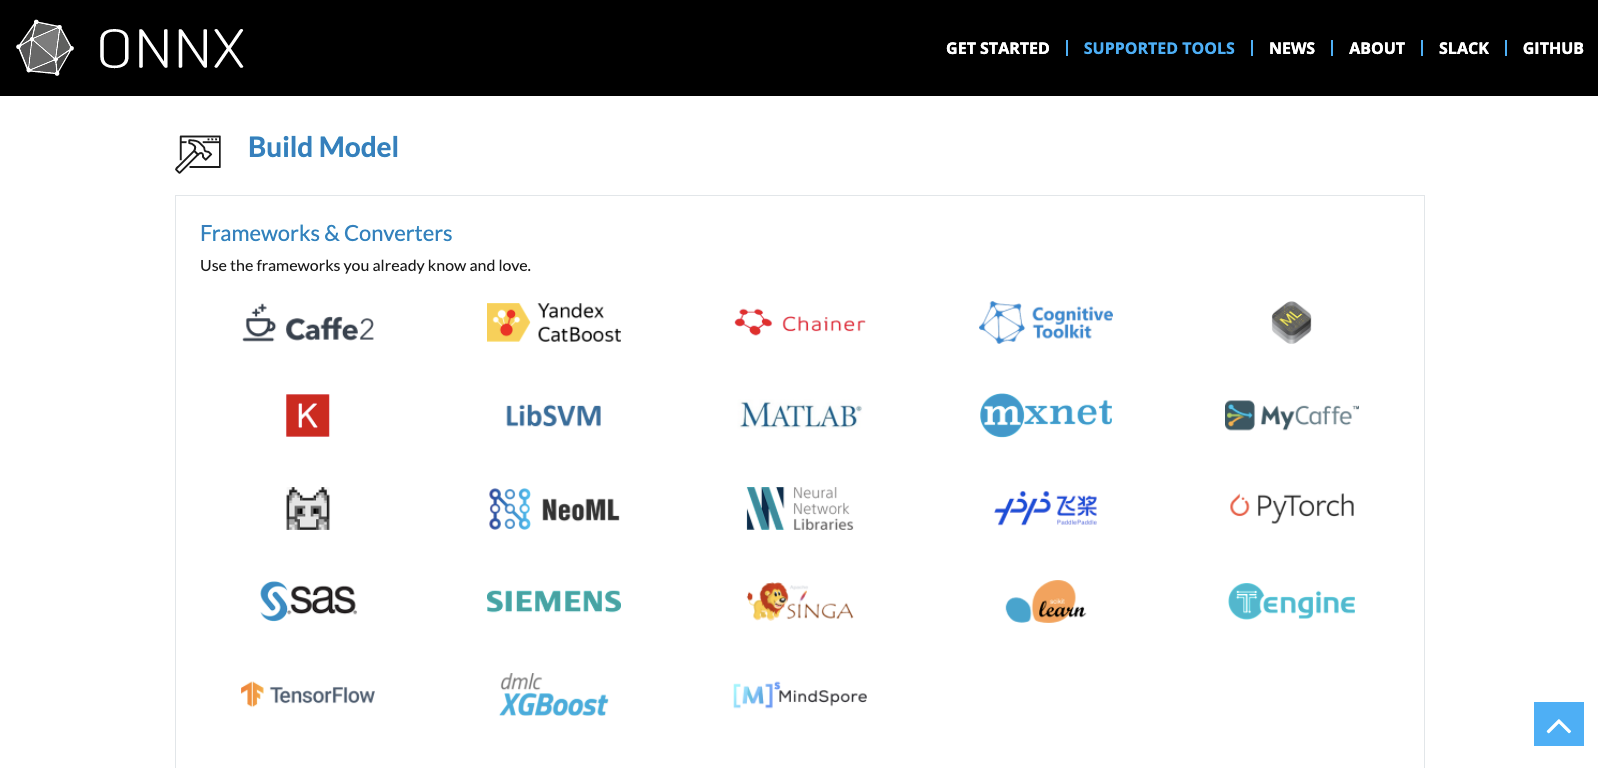 ONNX
GET STARTED | SUPPORTED TOOLS | NEWS | ABOUT | SLACK | GITHUB
Build Model
Frameworks & Converters
Use the frameworks you already know and love.
Caffe2
Yandex
CatBoost
Chainer
Cognitive
Toolkit
ML
K
LibSVM
MATLAB®
mxnet
MyCaffe™
NeoML
Neural
Network
Libraries
飞桨
PaddlePaddle
PyTorch
sas
SIEMENS
SINGA
learn
Tengine
TensorFlow
dmlc
XGBoost
[M]s MindSpore